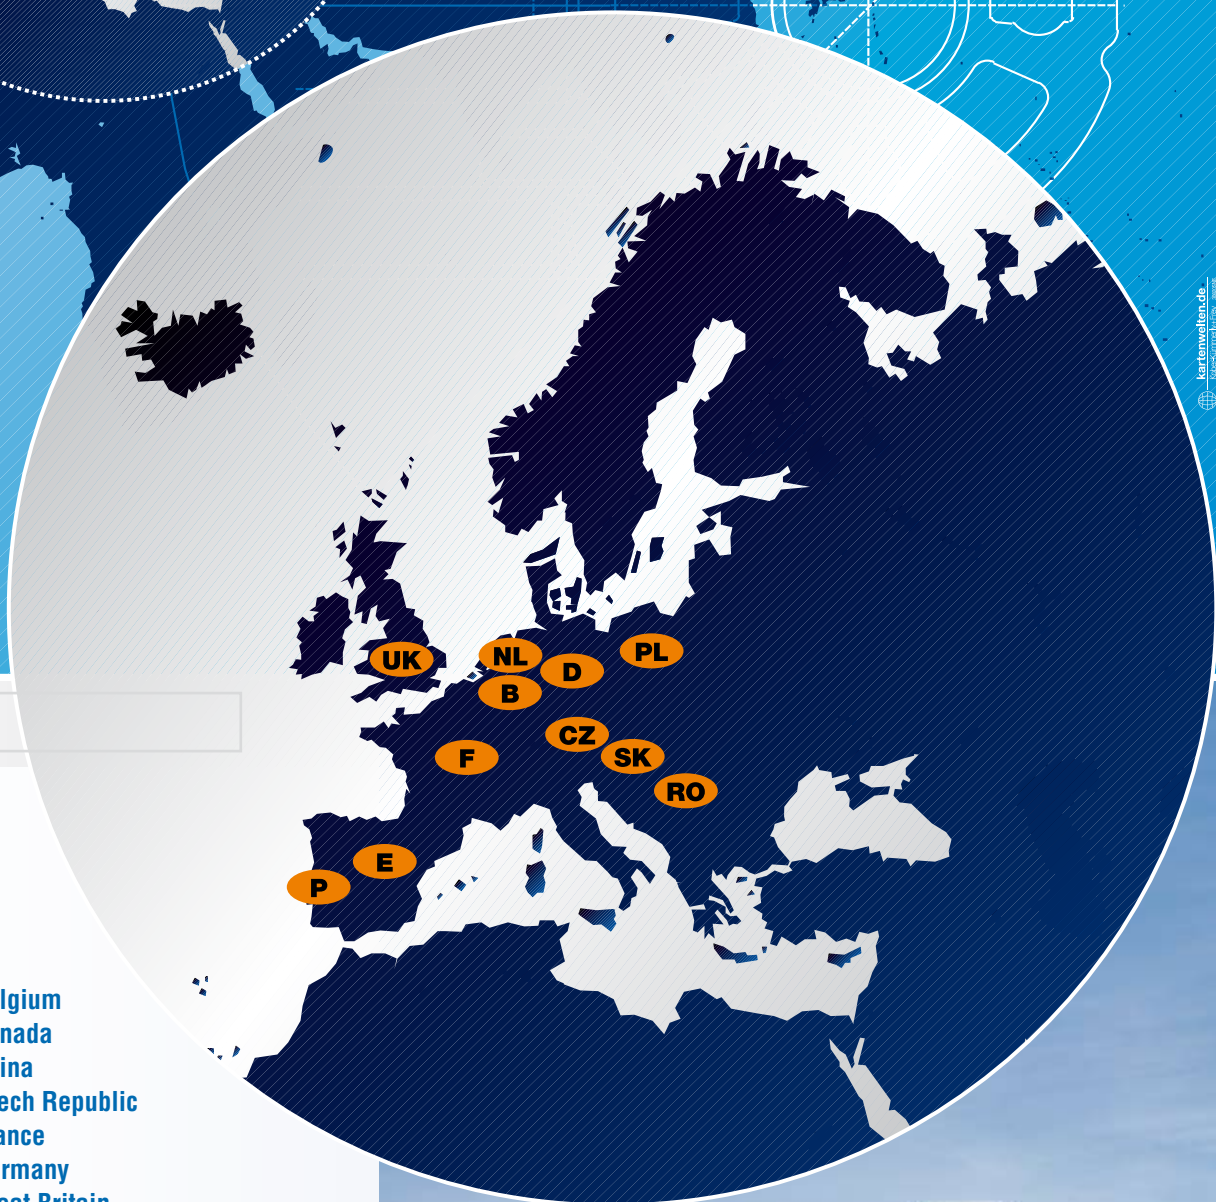 kartenwelten.de
UK
NL
PL
D
B
CZ
F
SK
RO
E
P
lgium
nada
ina
ech Republic
ance
rmany